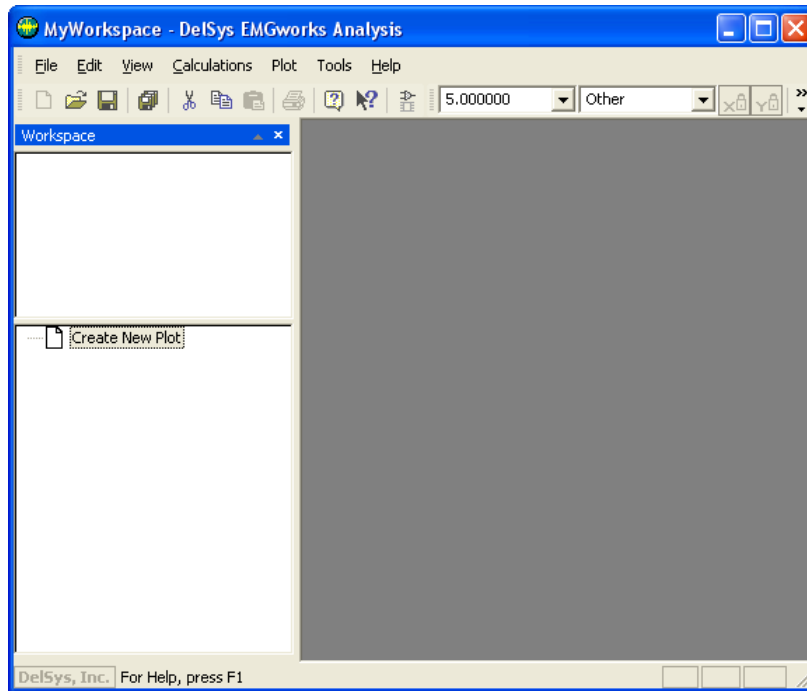 MyWorkspace - DelSys EMGworks Analysis
File Edit View Calculations Plot Tools Help
5.000000 Other X Y
Workspace
Create New Plot
DelSys, Inc. For Help, press F1